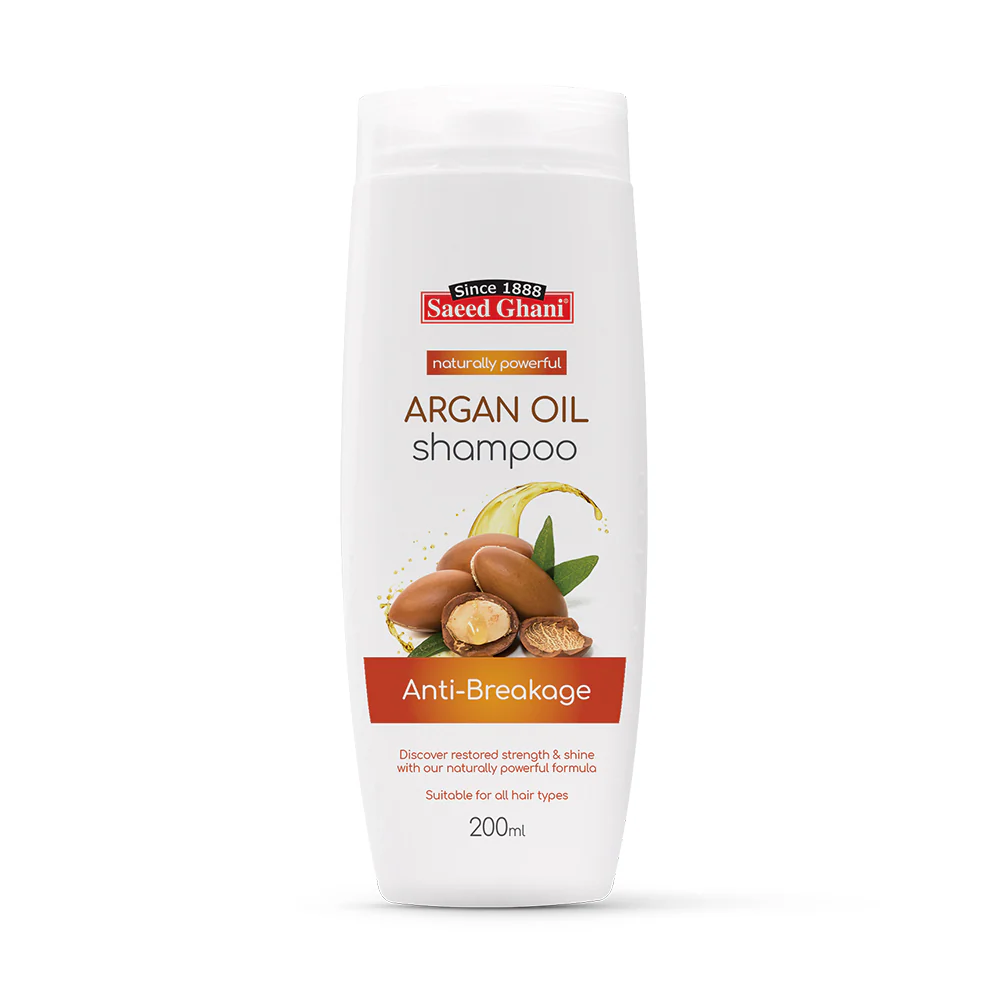 Since 1888
Saeed Ghani®
naturally powerful
ARGAN OIL
shampoo
Anti-Breakage
Discover restored strength & shine
with our naturally powerful formula
Suitable for all hair types
200ml